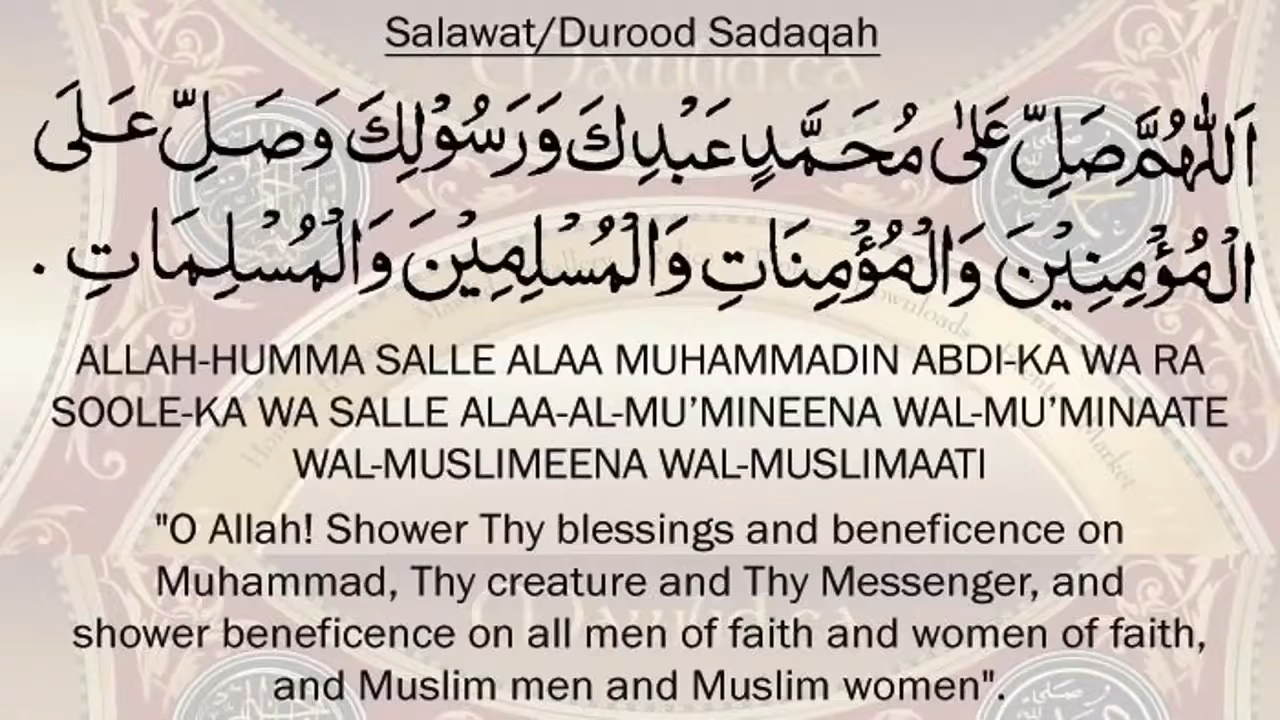 Salawat/Durood Sadaqah
اَللّٰهُمَّ صَلِّ عَلٰى مُحَمَّدٍ عَبْدِكَ وَرَسُوْلِكَ وَصَلِّ عَلَى
الْمُؤْمِنِيْنَ وَالْمُؤْمِنَاتِ وَالْمُسْلِمِيْنَ وَالْمُسْلِمَاتِ .
ALLAH-HUMMA SALLE ALAA MUHAMMADIN ABDI-KA WA RA
SOOLE-KA WA SALLE ALAA-AL-MU’MINEENA WAL-MU’MINAATE
WAL-MUSLIMEENA WAL-MUSLIMAATI
"O Allah! Shower Thy blessings and beneficence on
Muhammad, Thy creature and Thy Messenger, and
shower beneficence on all men of faith and women of faith,
and Muslim men and Muslim women".